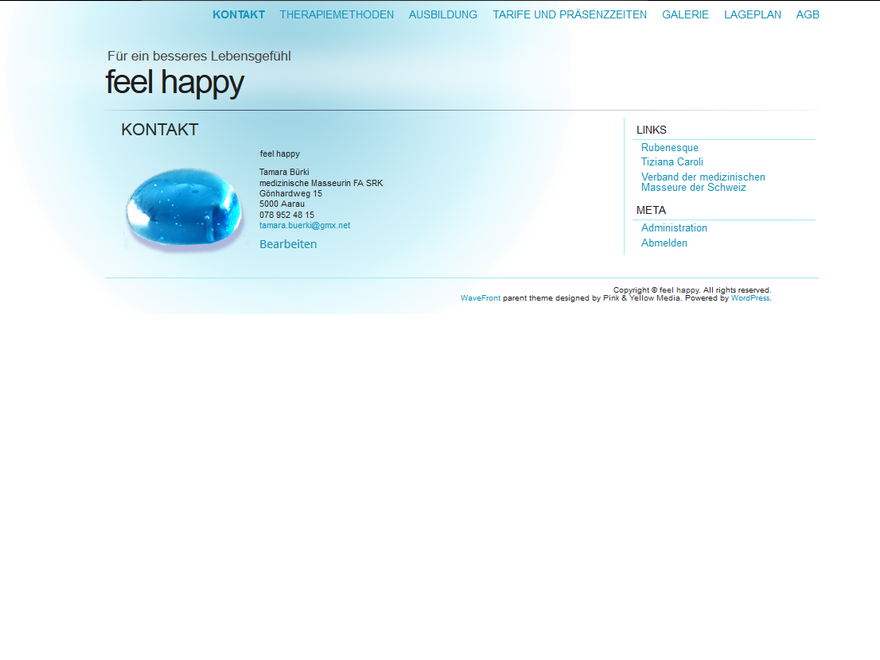 KONTAKT THERAPIEMETHODEN AUSBILDUNG TARIFE UND PRÄSENZZEITEN GALERIE LAGEPLAN AGB
Für ein besseres Lebensgefühl
feel happy
KONTAKT
feel happy
Tamara Bürki
medizinische Masseurin FA SRK
Gönhardweg 15
5000 Aarau
078 952 48 15
tamara.buerki@gmx.net
Bearbeiten
LINKS
Rubenesque
Tiziana Caroli
Verband der medizinischen
Masseure der Schweiz
META
Administration
Abmelden
Copyright © feel happy. All rights reserved.
WaveFront parent theme designed by Pink & Yellow Media. Powered by WordPress.